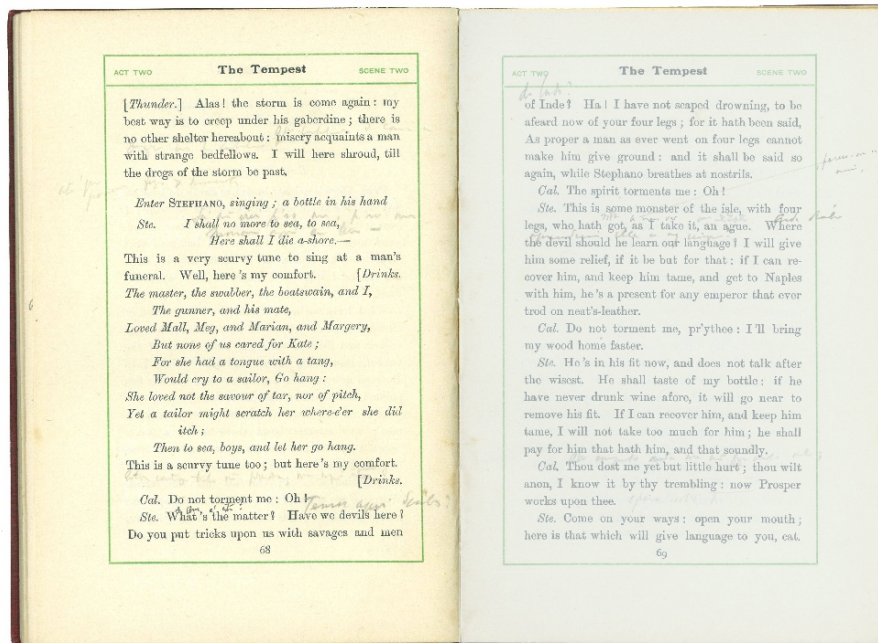 ACT TWO The Tempest SCENE TWO
[Thunder.] Alas! the storm is come again: my
best way is to creep under his gaberdine; there is
no other shelter hereabout: misery acquaints a man
with strange bedfellows. I will here shroud, till
the dregs of the storm be past.
Enter STEPHANO, singing; a bottle in his hand
Ste. I shall no more to sea, to sea,
Here shall I die a-shore.—
This is a very scurvy tune to sing at a man's
funeral. Well, here's my comfort. [Drinks.
The master, the swabber, the boatswain, and I,
The gunner, and his mate,
Loved Mall, Meg, and Marian, and Margery,
But none of us cared for Kate;
For she had a tongue with a tang,
Would cry to a sailor, Go hang:
She loved not the savour of tar, nor of pitch,
Yet a tailor might scratch her where-e'er she did
itch;
Then to sea, boys, and let her go hang.
This is a scurvy tune too; but here's my comfort.
[Drinks.
Cal. Do not torment me: Oh!
Ste. What's the matter? Have we devils here?
Do you put tricks upon us with savages and men
68
ACT TWO The Tempest SCENE TWO
of Inde? Ha! I have not scaped drowning, to be
afeard now of your four legs; for it hath been said,
As proper a man as ever went on four legs cannot
make him give ground: and it shall be said so
again, while Stephano breathes at nostrils.
Cal. The spirit torments me: Oh!
Ste. This is some monster of the isle, with four
legs, who hath got, as I take it, an ague. Where
the devil should he learn our language? I will give
him some relief, if it be but for that: if I can re-
cover him, and keep him tame, and get to Naples
with him, he's a present for any emperor that ever
trod on neat's-leather.
Cal. Do not torment me, pr'ythee: I'll bring
my wood home faster.
Ste. He's in his fit now, and does not talk after
the wisest. He shall taste of my bottle: if he
have never drunk wine afore, it will go near to
remove his fit. If I can recover him, and keep him
tame, I will not take too much for him; he shall
pay for him that hath him, and that soundly.
Cal. Thou dost me yet but little hurt; thou wilt
anon, I know it by thy trembling: now Prosper
works upon thee.
Ste. Come on your ways: open your mouth;
here is that which will give language to you, cat.
69